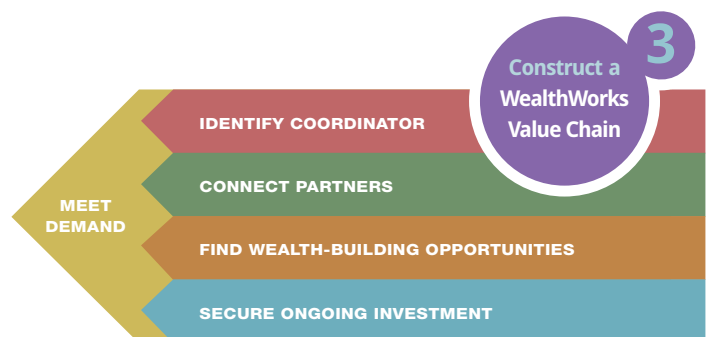 3
Construct a
WealthWorks
Value Chain
IDENTIFY COORDINATOR
CONNECT PARTNERS
MEET
DEMAND
FIND WEALTH-BUILDING OPPORTUNITIES
SECURE ONGOING INVESTMENT